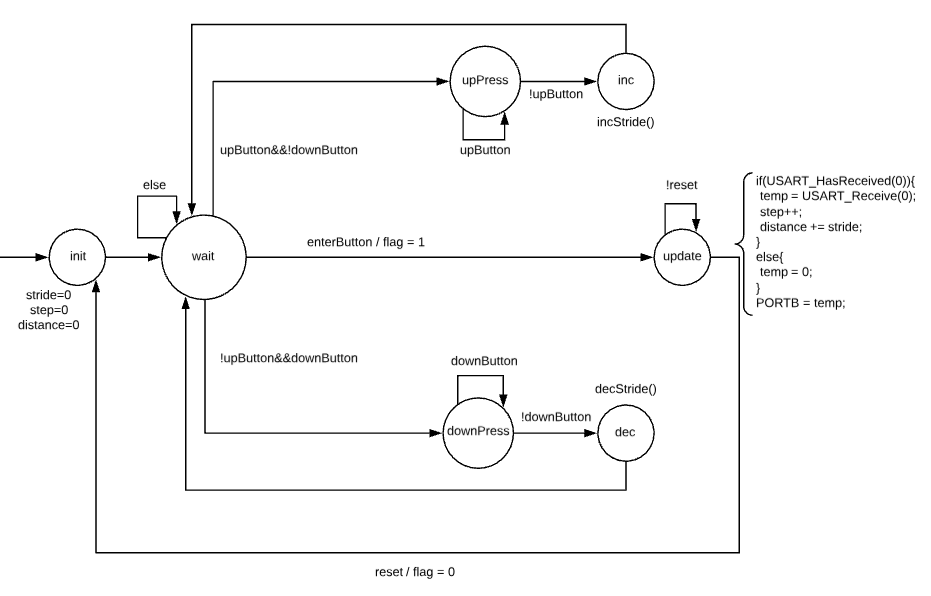 upPress
inc
!upButton
incStride()
upButton
upButton&&!downButton
else
!reset
if(USART_HasReceived(0)){
temp = USART_Receive(0);
step++;
distance += stride;
}
else{
temp = 0;
}
PORTB = temp;
init
wait
enterButton / flag = 1
update
stride=0
step=0
distance=0
!upButton&&downButton
downButton
decStride()
!downButton
downPress
dec
reset / flag = 0